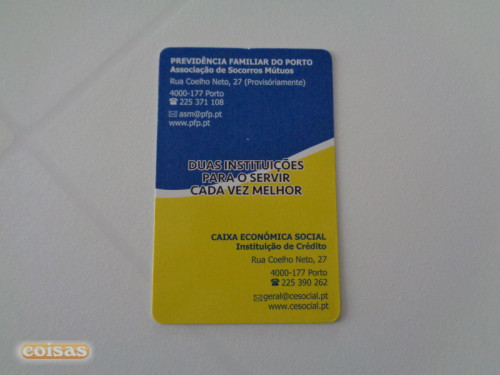 PREVIDÊNCIA FAMILIAR DO PORTO
Associação de Socorros Mútuos
Rua Coelho Neto, 27 (Provisóriamente)
4000-177 Porto
☎ 225 371 108
✉ asm@pfp.pt
www.pfp.pt
DUAS INSTITUIÇÕES
PARA O SERVIR
CADA VEZ MELHOR
CAIXA ECONÓMICA SOCIAL
Instituição de Crédito
Rua Coelho Neto, 27
4000-177 Porto
☎ 225 390 262
✉ geral@cesocial.pt
www.cesocial.pt
coisas